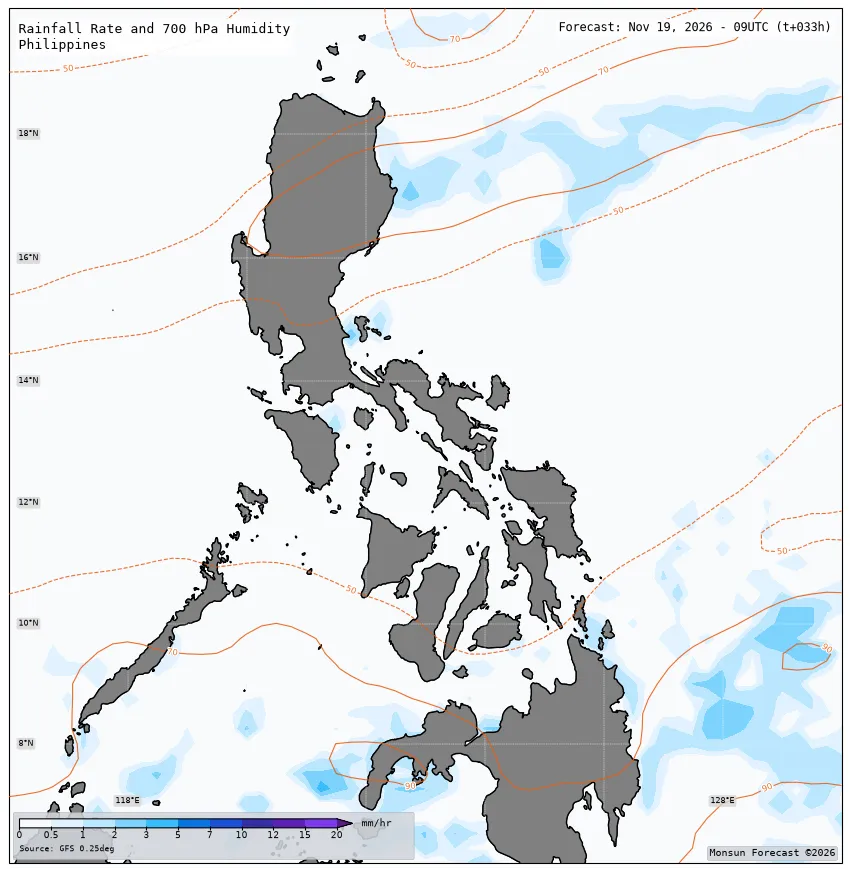 Rainfall Rate and 700 hPa Humidity
Philippines
Forecast: Nov 19, 2026 - 09UTC (t+033h)
70
50
50
50
70
18°N
50
16°N
14°N
12°N
50
10°N
50
70
90
8°N
90
90
118°E
128°E
mm/hr
0 0.5 1 2 3 5 7 10 12 15 20
Source: GFS 0.25deg
Monsun Forecast ©2026